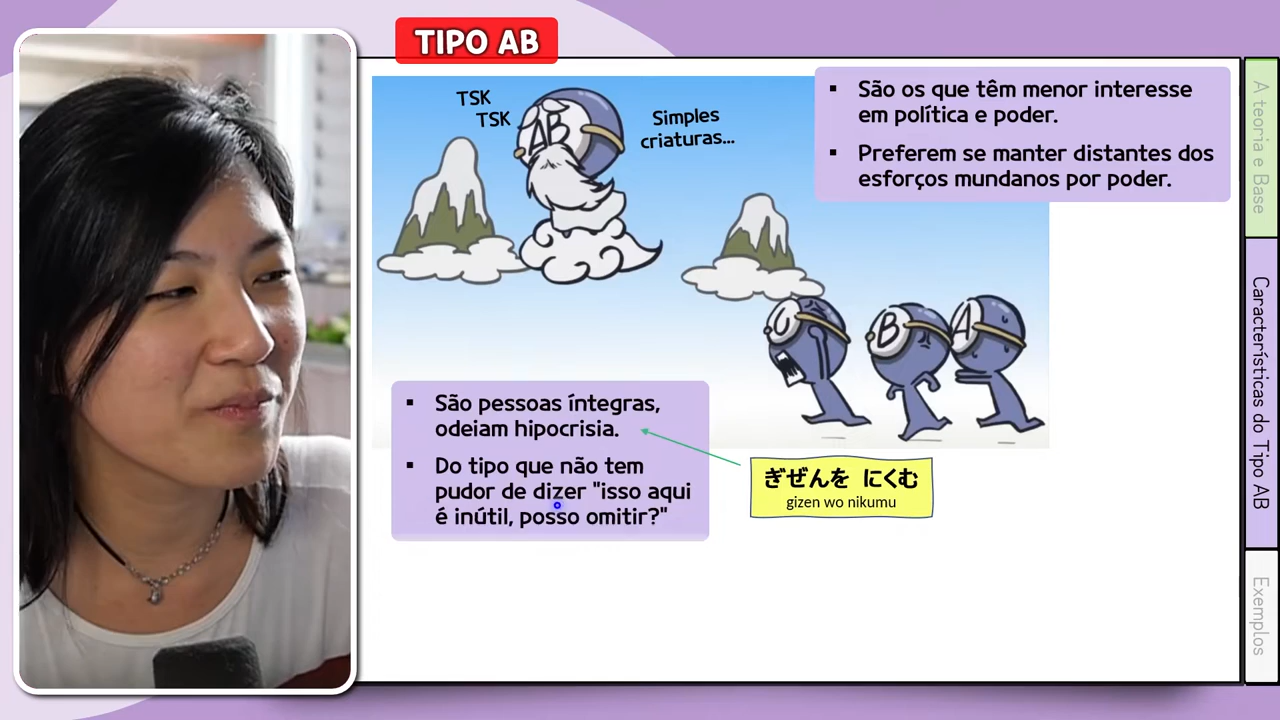 TIPO AB
TSK
TSK
AB
Simples
criaturas...
▪ São os que têm menor interesse
em política e poder.
▪ Preferem se manter distantes dos
esforços mundanos por poder.
O
B
A
▪ São pessoas íntegras,
odeiam hipocrisia.
▪ Do tipo que não tem
pudor de dizer "isso aqui
é inútil, posso omitir?"
ぎぜんを にくむ
gizen wo nikumu
A teoria e Base
Características do Tipo AB
Exemplos